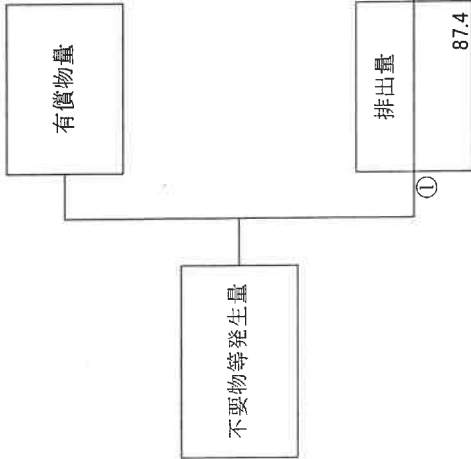 不要物等発生量
有償物量
排出量
①
87.4